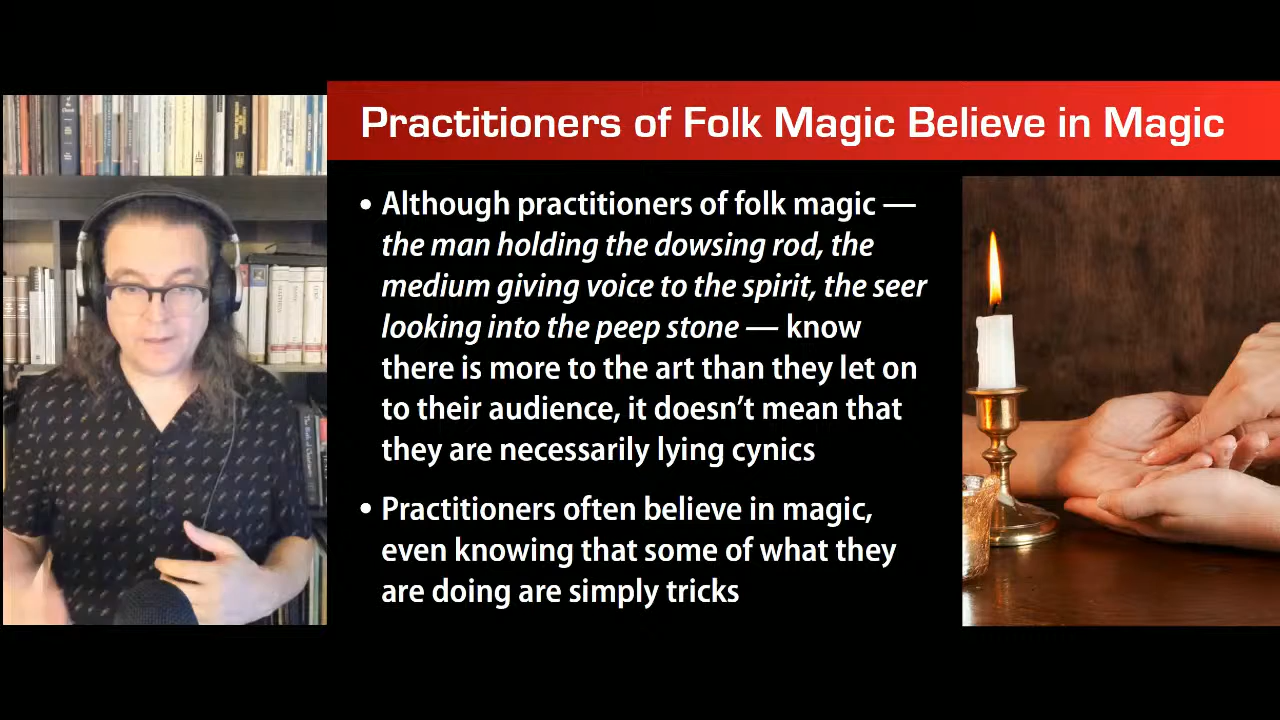 Practitioners of Folk Magic Believe in Magic
• Although practitioners of folk magic —
the man holding the dowsing rod, the
medium giving voice to the spirit, the seer
looking into the peep stone — know
there is more to the art than they let on
to their audience, it doesn’t mean that
they are necessarily lying cynics
• Practitioners often believe in magic,
even knowing that some of what they
are doing are simply tricks